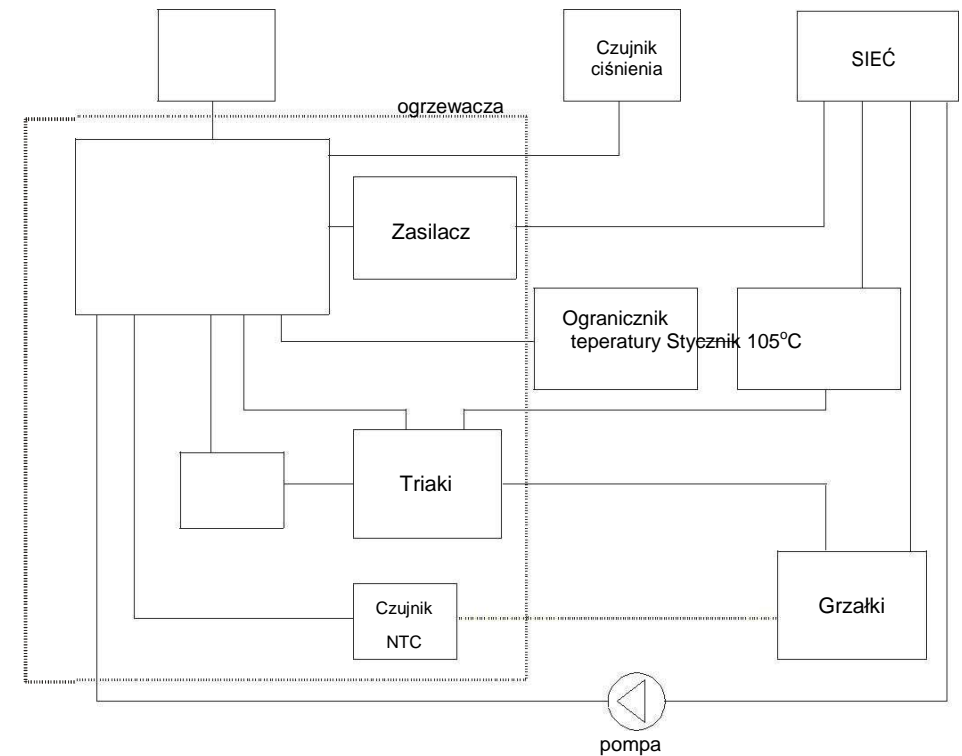 Czujnik
ciśnienia
SIEĆ
ogrzewacza
Zasilacz
Ogranicznik
teperatury Stycznik 105°C
Triaki
Czujnik
NTC
Grzałki
pompa